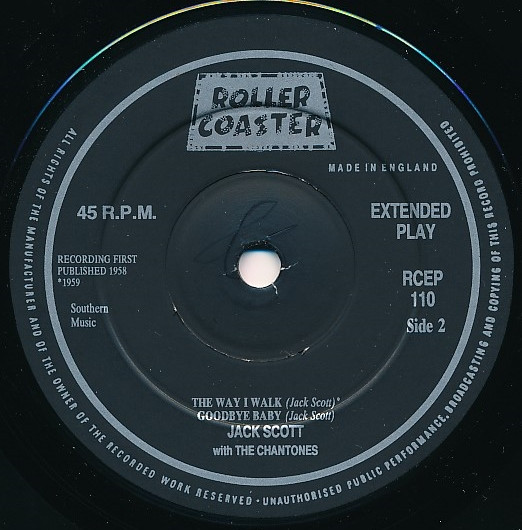 ROLLER
COASTER
MADE IN ENGLAND
45 R.P.M.
EXTENDED
PLAY
RECORDING FIRST
PUBLISHED 1958
*1959
Southern
Music
RCEP
110
Side 2
THE WAY I WALK (Jack Scott)*
GOODBYE BABY (Jack Scott)
JACK SCOTT
with THE CHANTONES
ALL RIGHTS OF THE MANUFACTURER AND OF THE OWNER OF THE RECORDED WORK RESERVED · UNAUTHORISED PUBLIC PERFORMANCE, BROADCASTING AND COPYING OF THIS RECORD PROHIBITED